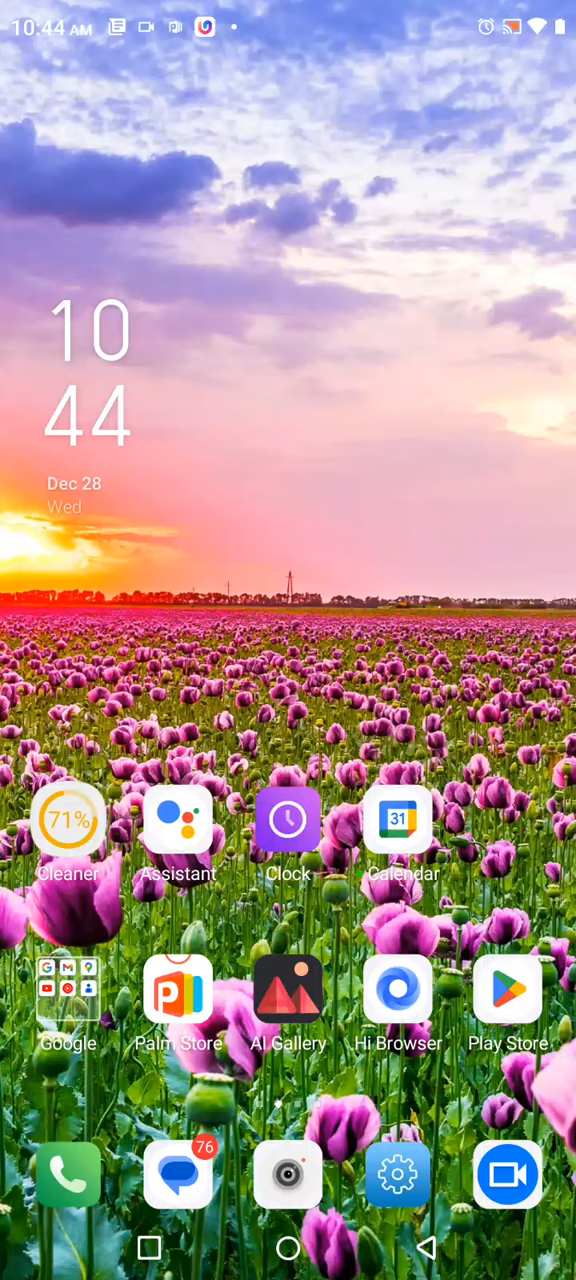 10:44 AM
10
44
Dec 28
Wed
71%
31
Cleaner
Assistant
Clock
Calendar
Google
Palm Store
AI Gallery
Hi Browser
Play Store
76